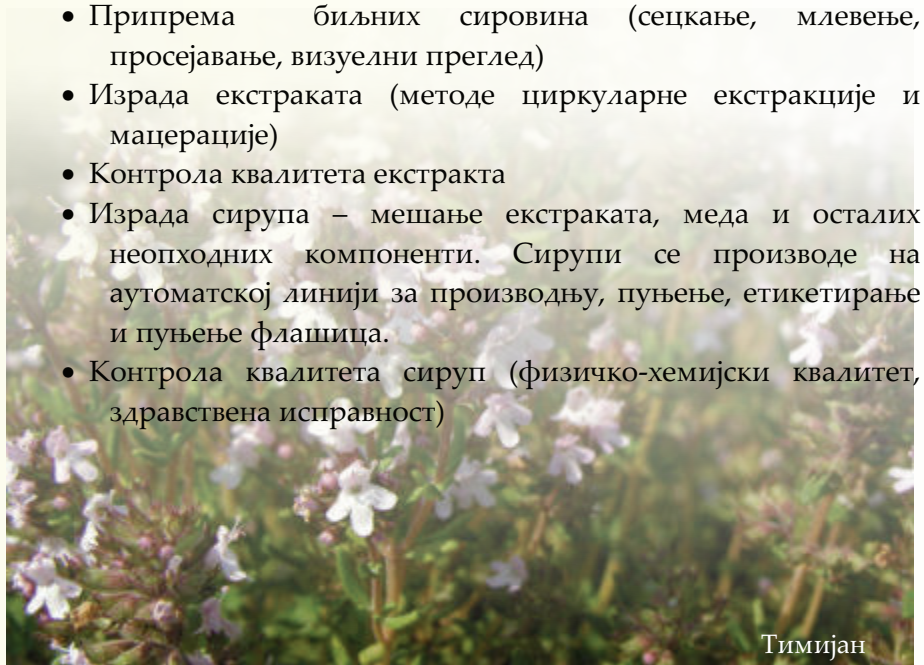 • Припрема биљних сировина (сецкање, млевење,
просејавање, визуелни преглед)
• Израда екстраката (методе циркуларне екстракције и
мацерације)
• Контрола квалитета екстракта
• Израда сирупа – мешање екстраката, меда и осталих
неопходних компоненти. Сирупи се производе на
аутоматској линији за производњу, пуњење, етикетирање
и пуњење флашица.
• Контрола квалитета сируп (физичко-хемијски квалитет,
здравствена исправност)
Тимијан